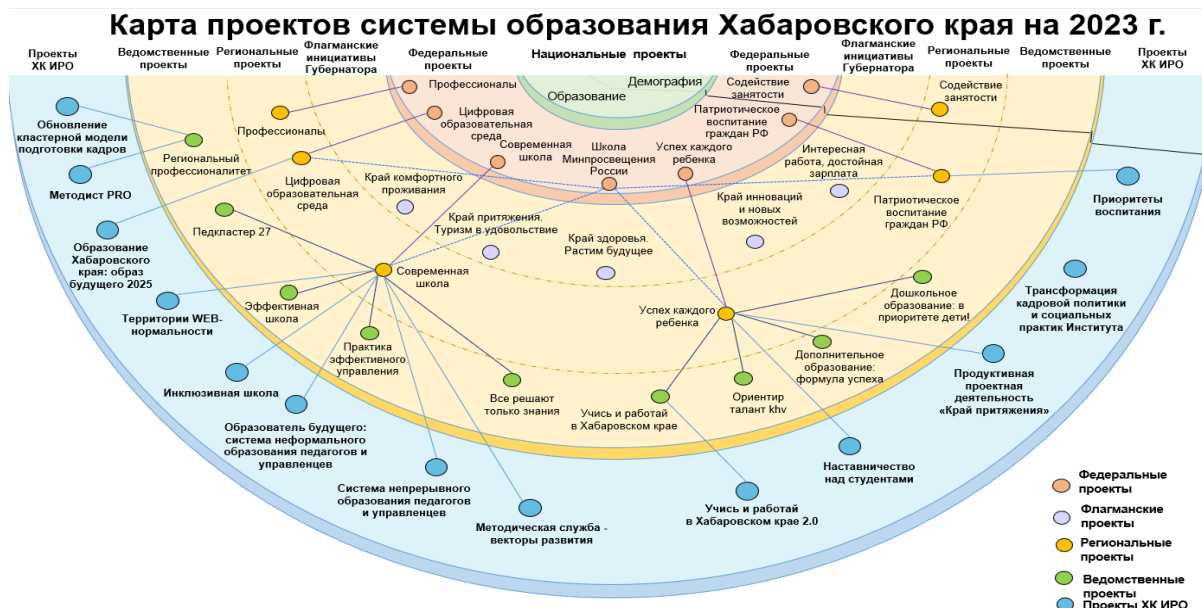 Карта проектов системы образования Хабаровского края на 2023 г.
Проекты
ХК ИРО
Ведомственные
проекты
Региональные
проекты
Флагманские
инициативы
Губернатора
Федеральные
проекты
Национальные проекты
Федеральные
проекты
Флагманские
инициативы
Губернатора
Региональные
проекты
Ведомственные
проекты
Проекты
ХК ИРО
Демография
Образование
Профессионалы
Цифровая
образовательная
среда
Современная
школа
Школа
Минпросвещения
России
Успех каждого
ребенка
Содействие
занятости
Патриотическое
воспитание
граждан РФ
Содействие
занятости
Профессионалы
Обновление
кластерной модели
подготовки кадров
Региональный
профессионалитет
Методист PRO
Цифровая
образовательная
среда
Край комфортного
проживания
Край притяжения.
Туризм в удовольствие
Край здоровья.
Растим будущее
Край инноваций
и новых
возможностей
Интересная
работа, достойная
зарплата
Патриотическое
воспитание
граждан РФ
Приоритеты
воспитания
Педкластер 27
Образование
Хабаровского
края: образ
будущего 2025
Современная
школа
Эффективная
школа
Территории WEB-
нормальности
Практика
эффективного
управления
Инклюзивная школа
Все решают
только знания
Образователь будущего:
система неформального
образования педагогов и
управленцев
Система непрерывного
образования педагогов
и управленцев
Методическая служба -
векторы развития
Успех каждого
ребенка
Учись и работай
в Хабаровском крае
Ориентир
талант khv
Дополнительное
образование:
формула успеха
Дошкольное
образование: в
приоритете дети!
Трансформация
кадровой политики
и социальных
практик Института
Продуктивная
проектная
деятельность
«Край притяжения»
Наставничество
над студентами
Учись и работай
в Хабаровском крае 2.0
Федеральные
проекты
Флагманские
проекты
Региональные
проекты
Ведомственные
проекты
Проекты ХК ИРО